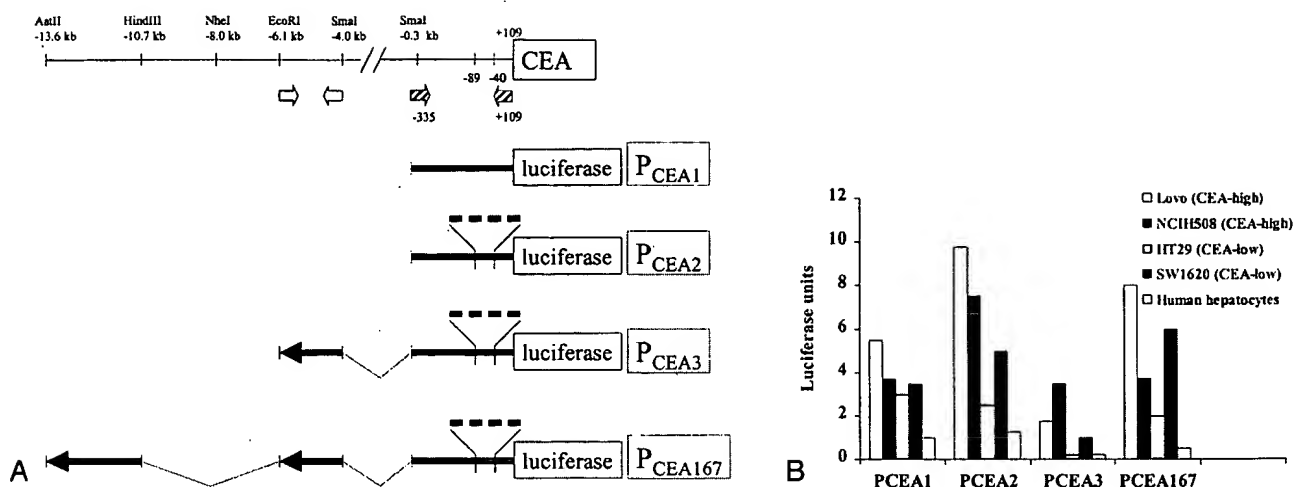 AatII HindIII NheI EcoRI SmaI SmaI
-13.6 kb -10.7 kb -8.0 kb -6.1 kb -4.0 kb -0.3 kb +109
CEA
-89 -40
-335 +109
luciferase PCEA1
luciferase PCEA2
luciferase PCEA3
luciferase PCEA167
A
Luciferase units
12
10
8
6
4
2
0
Lovo (CEA-high)
NCIH508 (CEA-high)
HT29 (CEA-low)
SW1620 (CEA-low)
Human hepatocytes
PCEA1 PCEA2 PCEA3 PCEA167
B